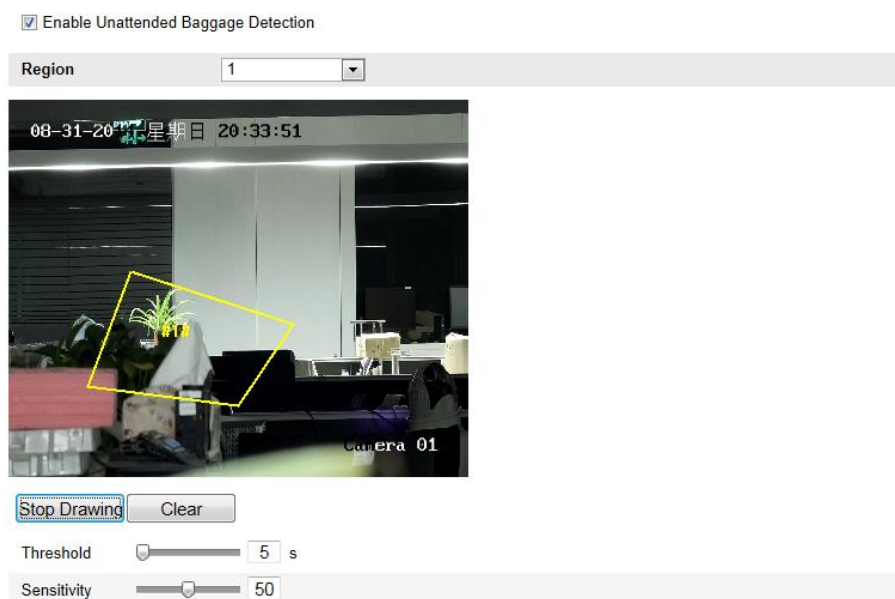 Enable Unattended Baggage Detection
Region 1
08-31-20 星期日 20:33:51
#1#
Camera 01
Stop Drawing Clear
Threshold 5 s
Sensitivity 50